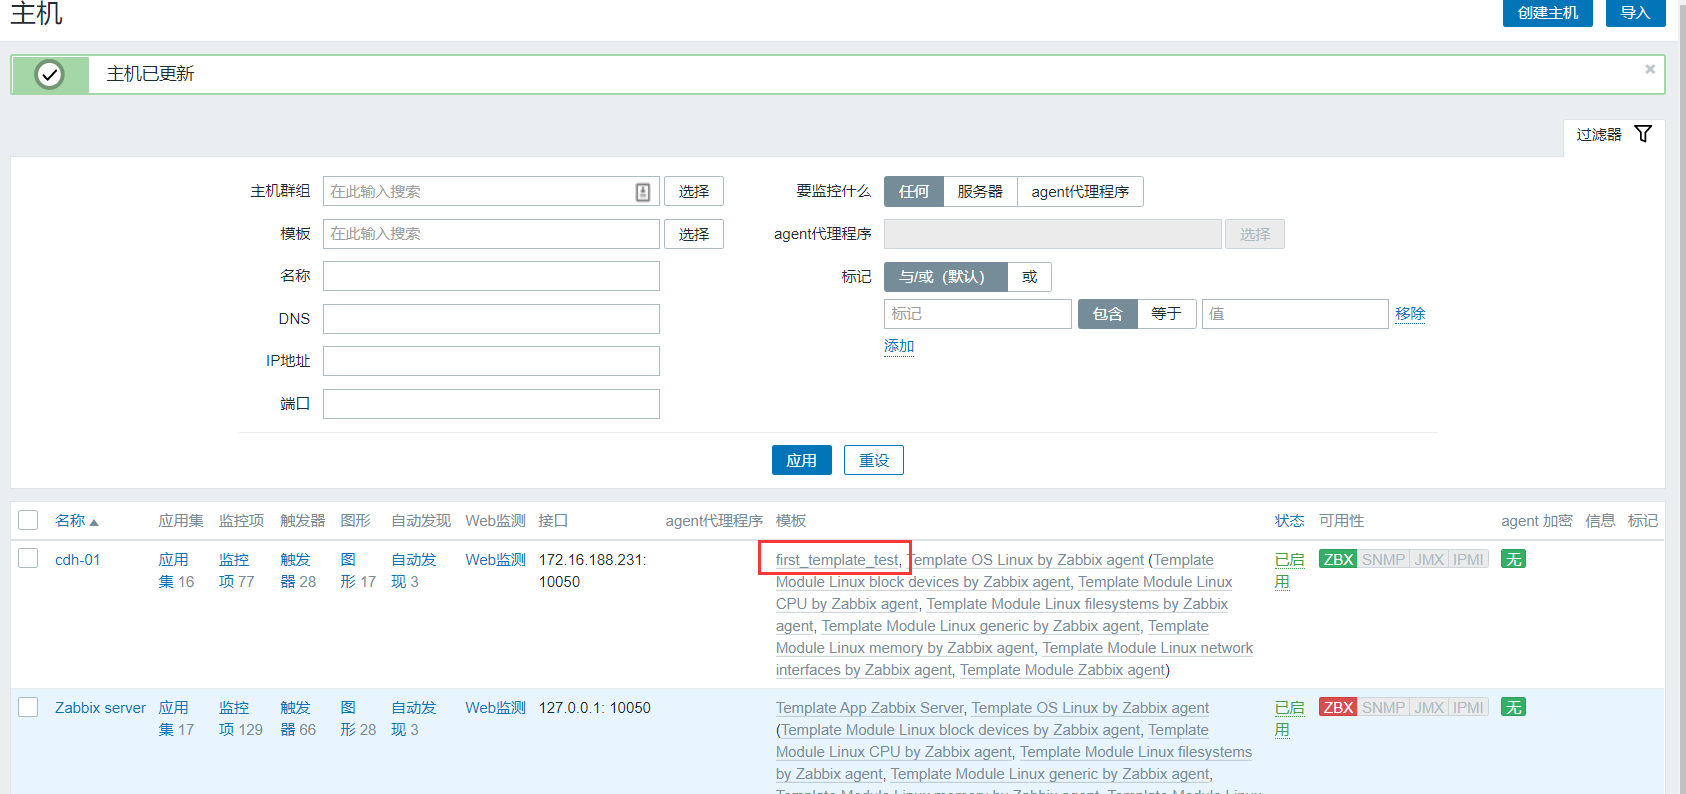 主机
创建主机 导入
主机已更新
过滤器
主机群组 在此输入搜索 选择 要监控什么 任何 服务器 agent代理程序
模板 在此输入搜索 选择 agent代理程序 选择
名称 标记 与/或（默认） 或
标记 包含 等于 值 移除
DNS
添加
IP地址
端口
应用 重设
名称 应用集 监控项 触发器 图形 自动发现 Web监测 接口 agent代理程序 模板 状态 可用性 agent 加密 信息 标记
cdh-01 应用 监控 触发 图 自动发 Web监测 172.16.188.231: first_template_test, Template OS Linux by Zabbix agent (Template 已启 ZBX SNMP JMX IPMI 无
集 16 项 77 器 28 形 17 现 3 10050 Module Linux block devices by Zabbix agent, Template Module Linux 用
CPU by Zabbix agent, Template Module Linux filesystems by Zabbix
agent, Template Module Linux generic by Zabbix agent, Template
Module Linux memory by Zabbix agent, Template Module Linux network
interfaces by Zabbix agent, Template Module Zabbix agent)
Zabbix server 应用 监控 触发 图 自动发 Web监测 127.0.0.1: 10050 Template App Zabbix Server, Template OS Linux by Zabbix agent 已启 ZBX SNMP JMX IPMI 无
集 17 项 129 器 66 形 28 现 3 (Template Module Linux block devices by Zabbix agent, Template 用
Module Linux CPU by Zabbix agent, Template Module Linux filesystems
by Zabbix agent, Template Module Linux generic by Zabbix agent,
Template Module Linux memory by Zabbix agent, Template Module Linux